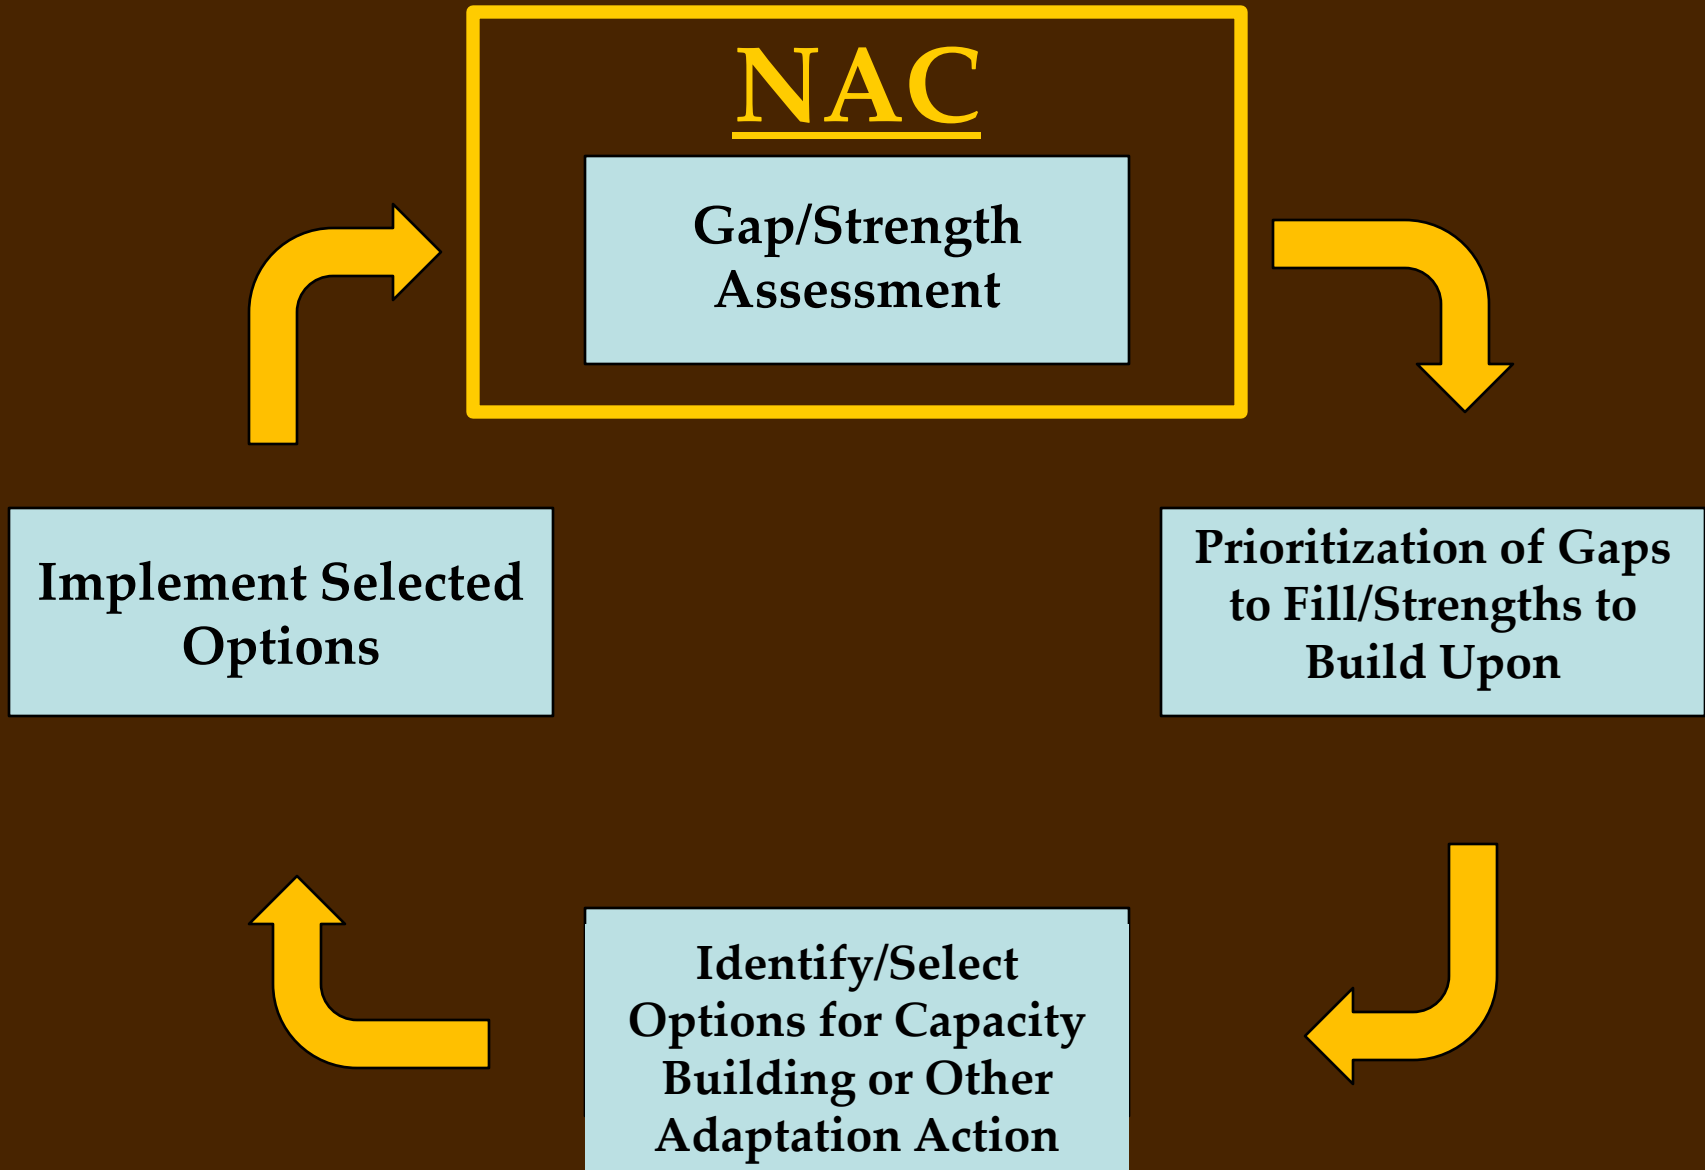 NAC
Gap/Strength
Assessment
Prioritization of Gaps
to Fill/Strengths to
Build Upon
Identify/Select
Options for Capacity
Building or Other
Adaptation Action
Implement Selected
Options